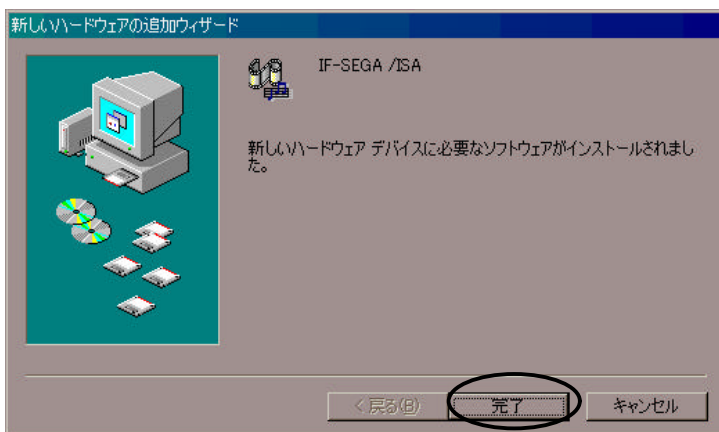 新しいハードウェアの追加ウィザード
IF-SEGA /ISA
新しいハードウェア デバイスに必要なソフトウェアがインストールされまし
た。
< 戻る(B)
完了
キャンセル